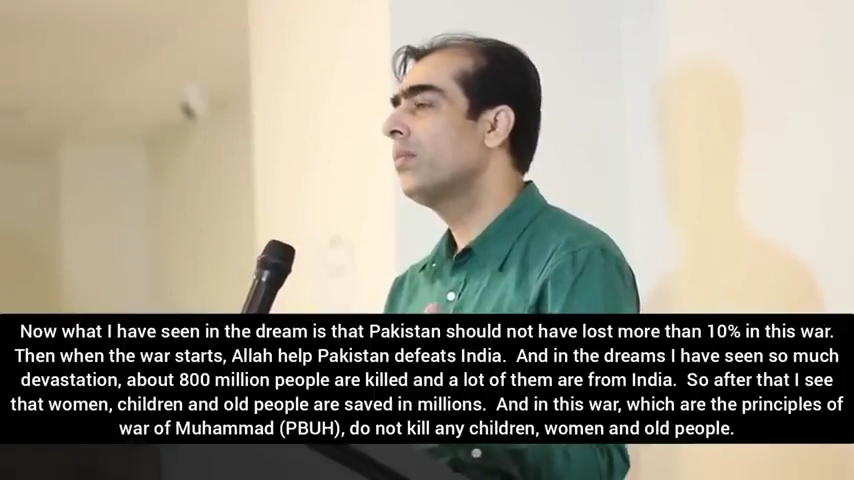 Now what I have seen in the dream is that Pakistan should not have lost more than 10% in this war.
Then when the war starts, Allah help Pakistan defeats India.  And in the dreams I have seen so much
devastation, about 800 million people are killed and a lot of them are from India.  So after that I see
that women, children and old people are saved in millions.  And in this war, which are the principles of
war of Muhammad (PBUH), do not kill any children, women and old people.